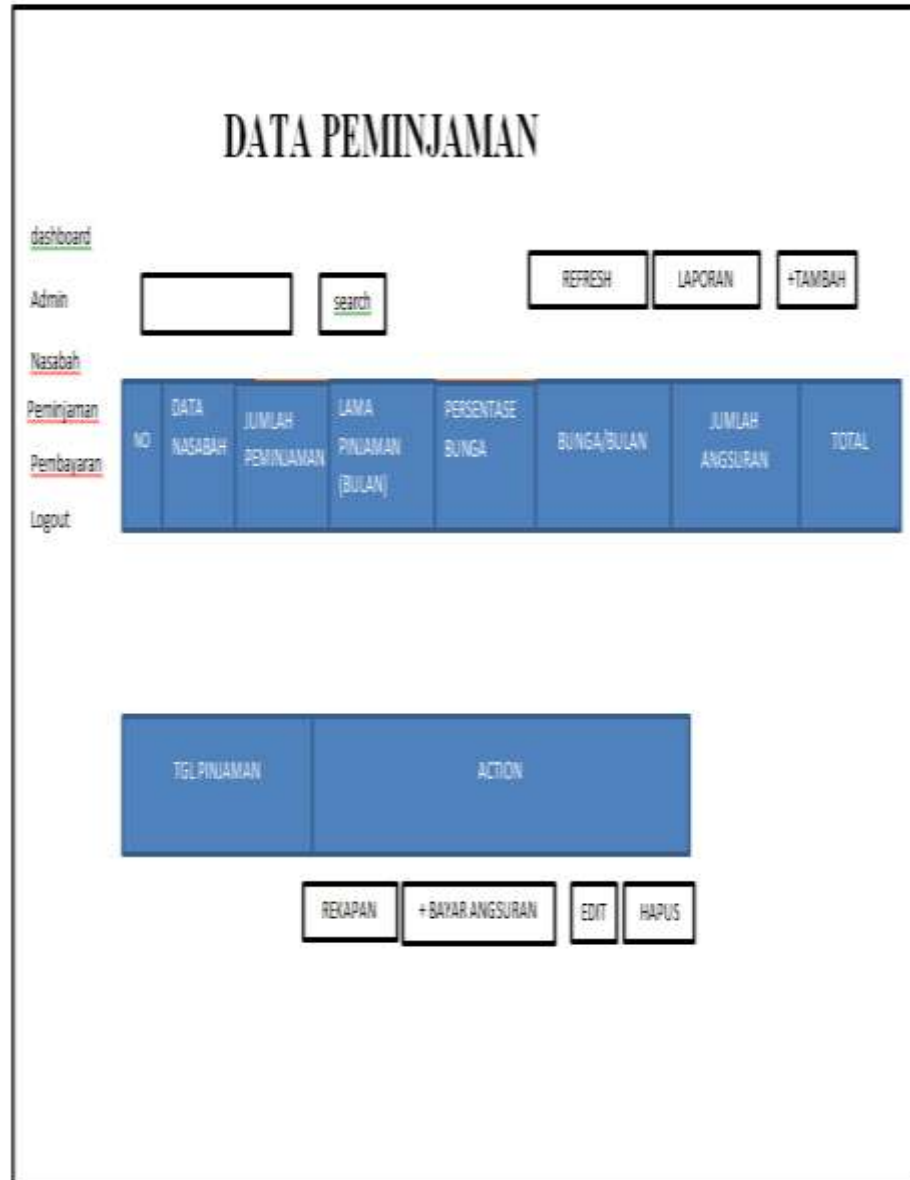 DATA PEMINJAMAN
dashboard
Admin
Nasabah
Peminjaman
Pembayaran
Logout
search
REFRESH
LAPORAN
+TAMBAH
NO
DATA
NASABAH
JUMLAH
PEMINJAMAN
LAMA
PINJAMAN
(BULAN)
PERSENTASE
BUNGA
BUNGA/BULAN
JUMLAH
ANGSURAN
TOTAL
TGL PINJAMAN
ACTION
REKAPAN
+ BAYAR ANGSURAN
EDIT
HAPUS